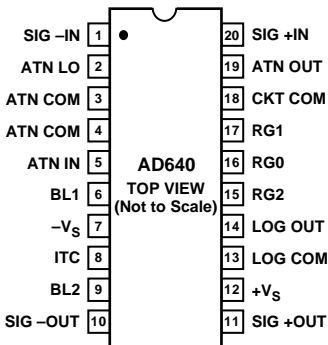 SIG –IN 1
ATN LO 2
ATN COM 3
ATN COM 4
ATN IN 5
BL1 6
–VS 7
ITC 8
BL2 9
SIG –OUT 10
AD640
TOP VIEW
(Not to Scale)
20 SIG +IN
19 ATN OUT
18 CKT COM
17 RG1
16 RG0
15 RG2
14 LOG OUT
13 LOG COM
12 +VS
11 SIG +OUT